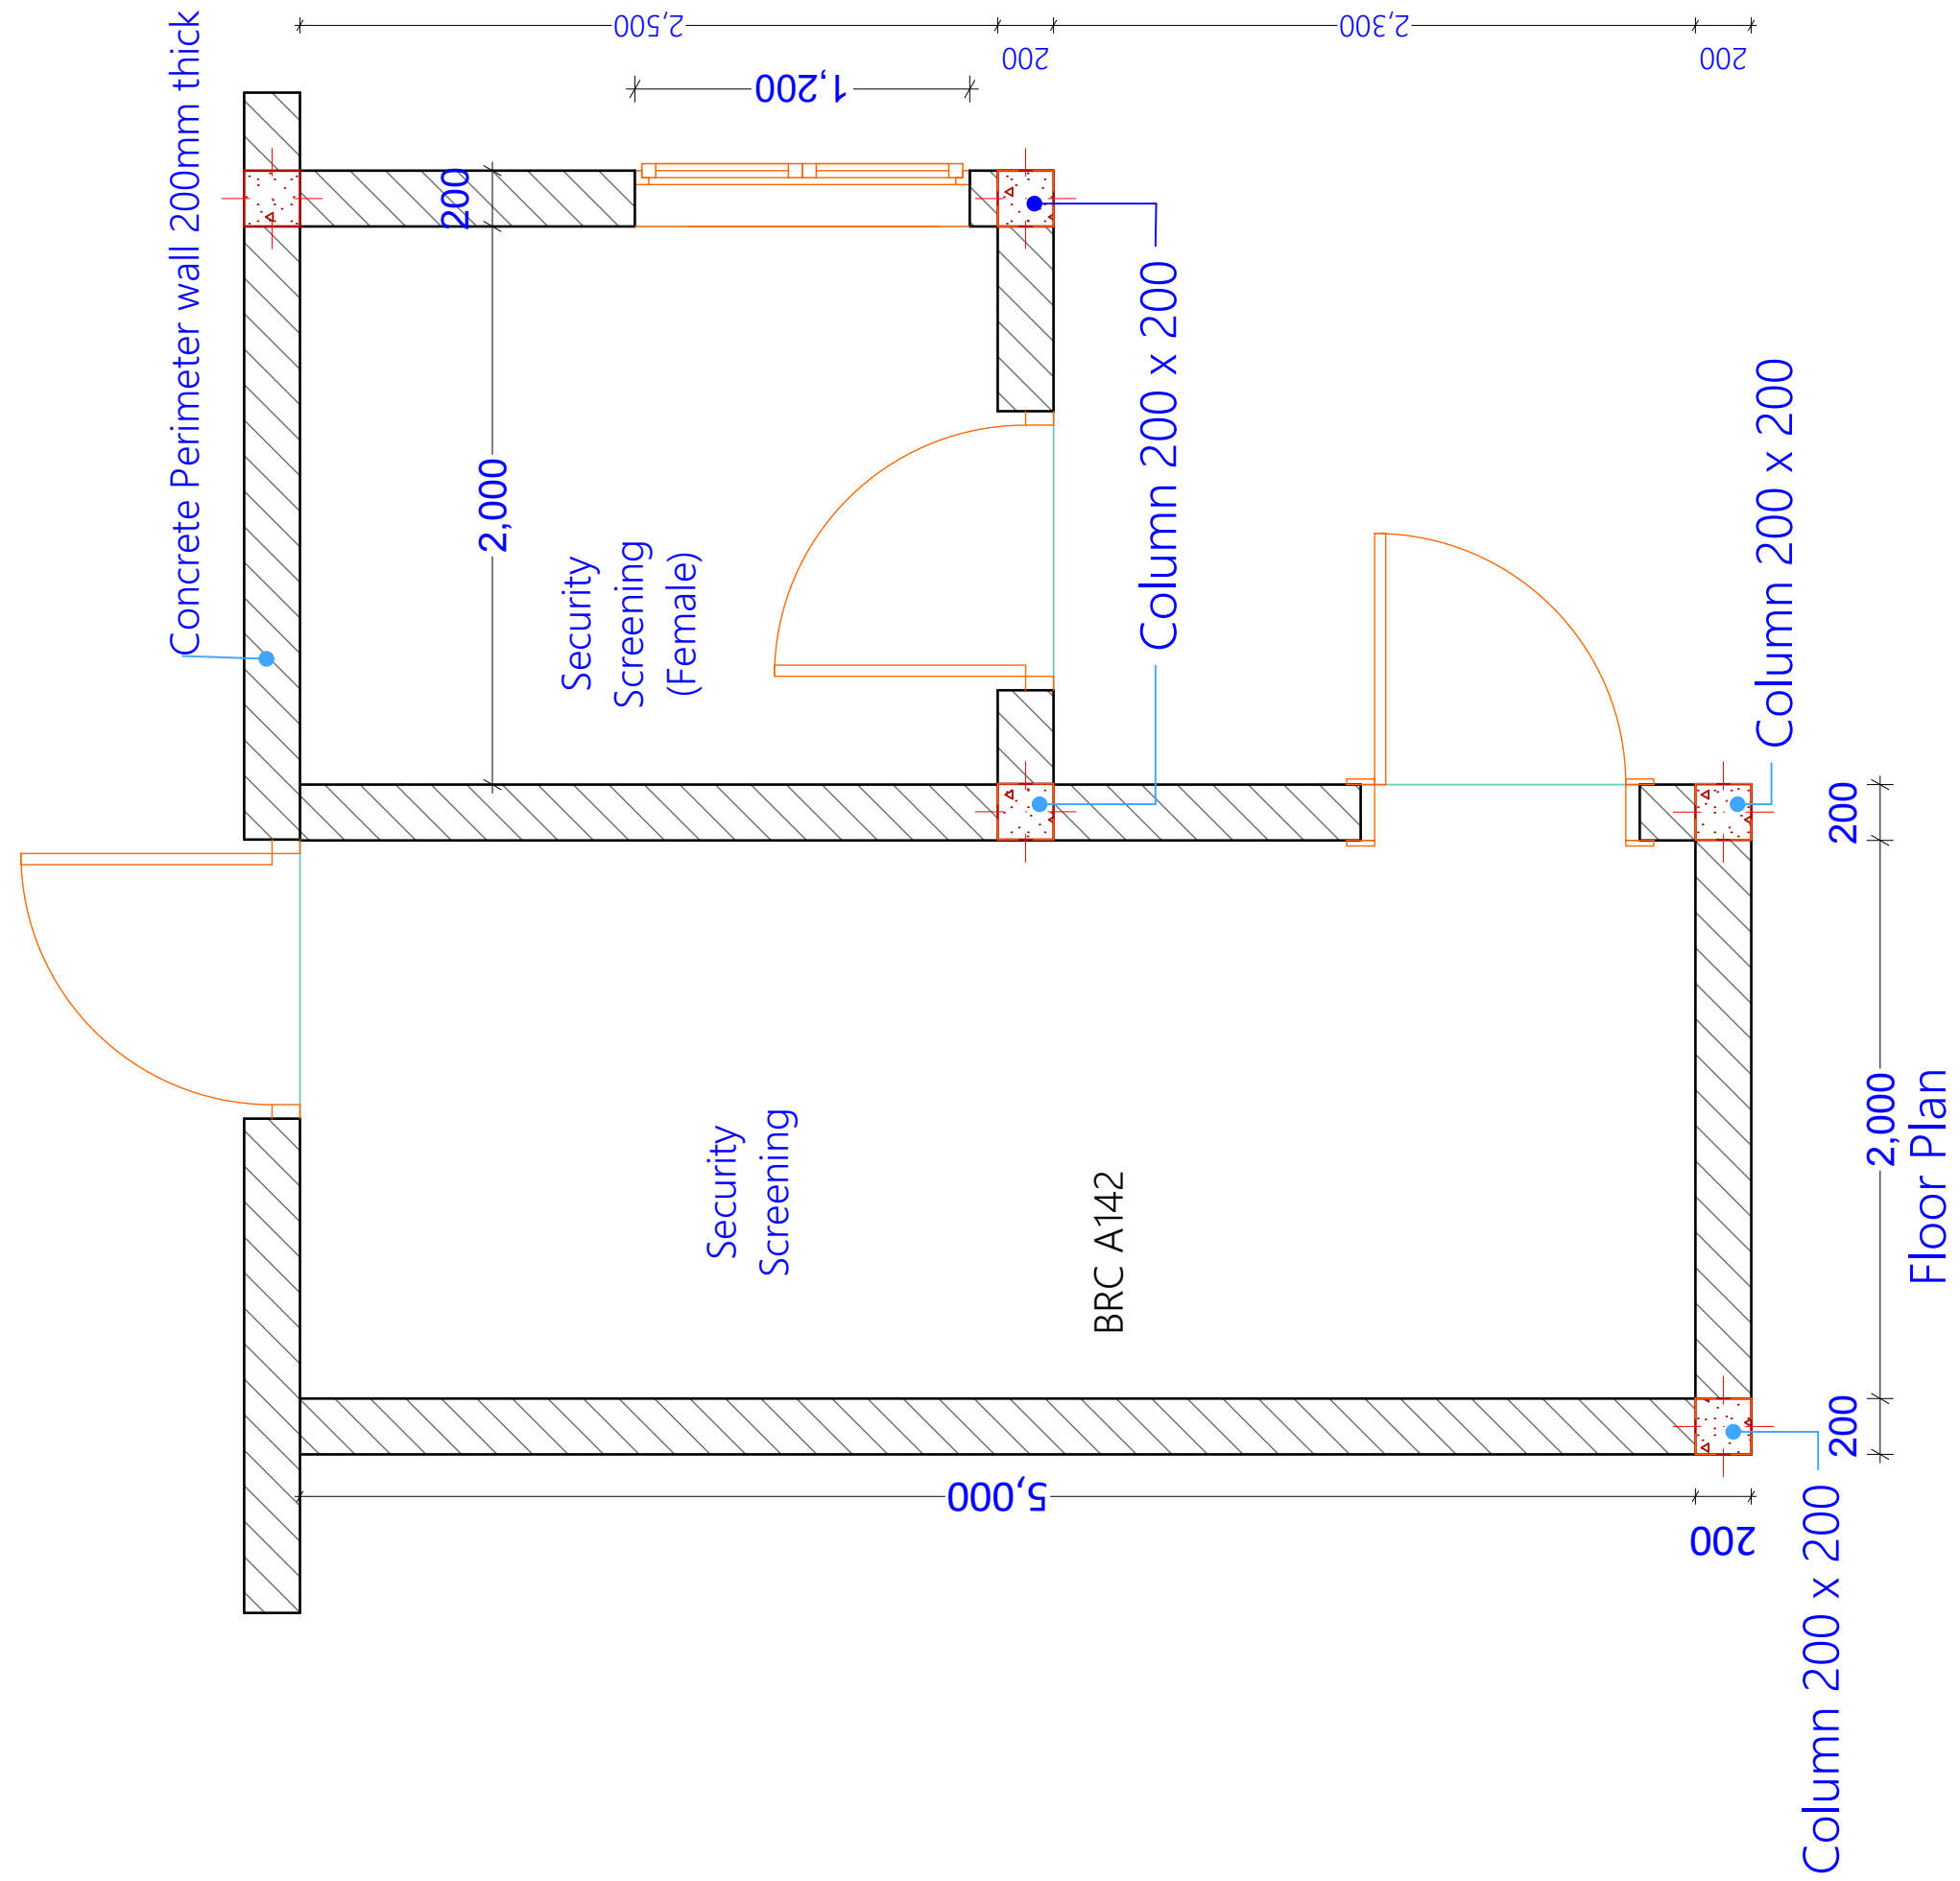 Concrete Perimeter wall 200mm thick
2,500
200
2,300
200
1,200
200
2,000
Security
Screening
(Female)
Column 200 x 200
Column 200 x 200
200
Security
Screening
BRC A142
2,000
Floor Plan
200
5,000
200
Column 200 x 200